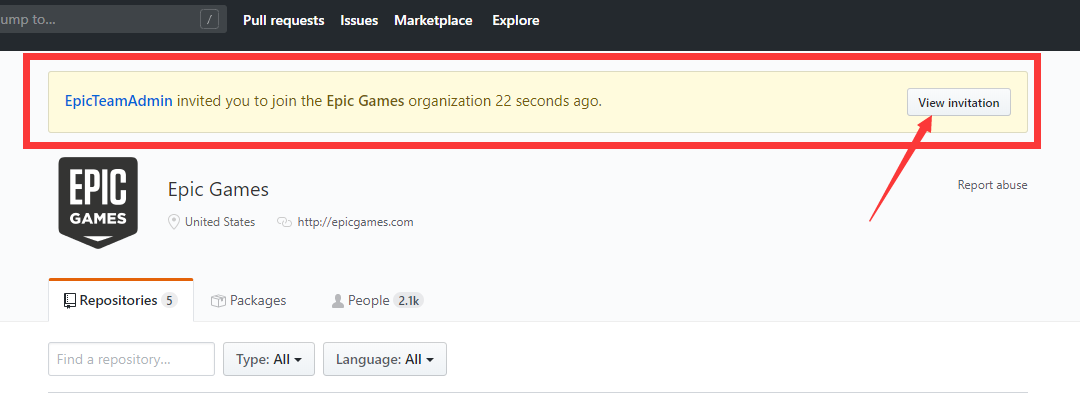 ump to... /
Pull requests Issues Marketplace Explore
EpicTeamAdmin invited you to join the Epic Games organization 22 seconds ago.
View invitation
EPIC
GAMES
Epic Games
Report abuse
United States http://epicgames.com
Repositories 5 Packages People 2.1k
Find a repository... Type: All Language: All